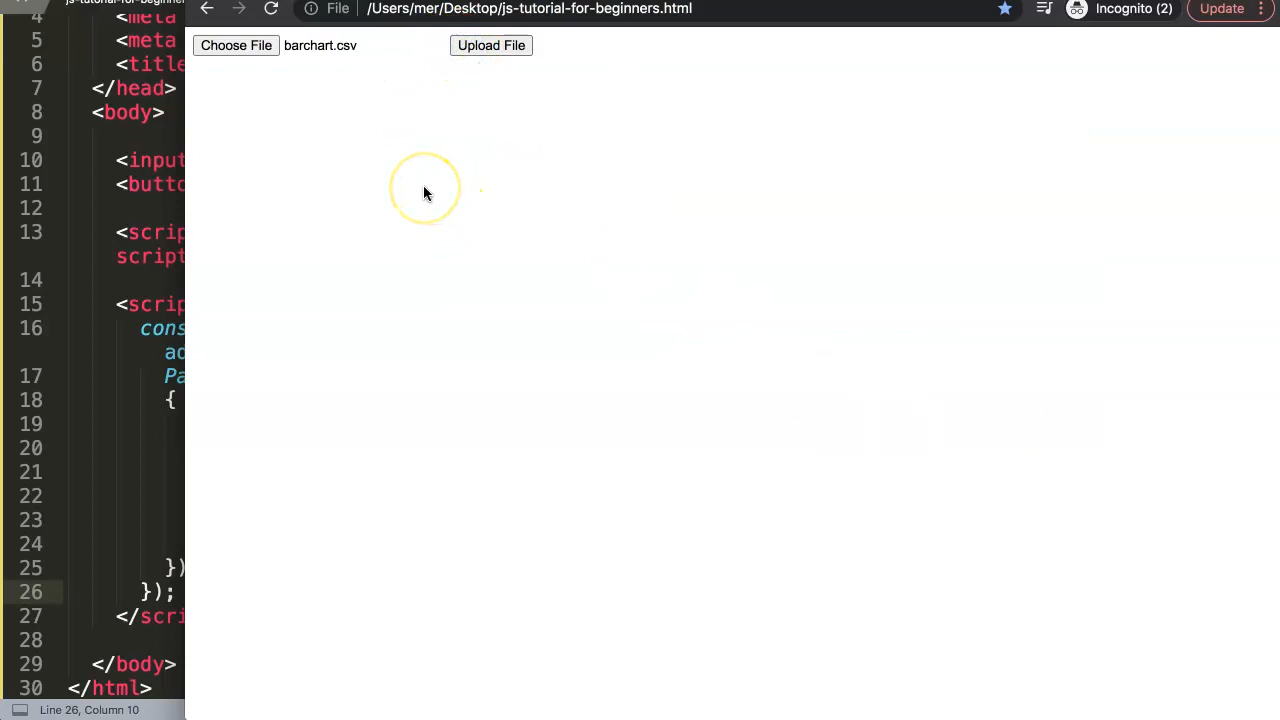 js-tutorial-for-beginners
File /Users/mer/Desktop/js-tutorial-for-beginners.html Incognito (2) Update
Choose File barchart.csv Upload File
4 <meta
5 <meta
6 <title
7 </head>
8 <body>
9
10 <input
11 <butto
12
13 <scrip
script
14
15 <scrip
16 cons
ad
17 Pa
18 {
19
20
21
22
23
24
25 })
26 });
27 </scri
28
29 </body>
30 </html>
Line 26, Column 10